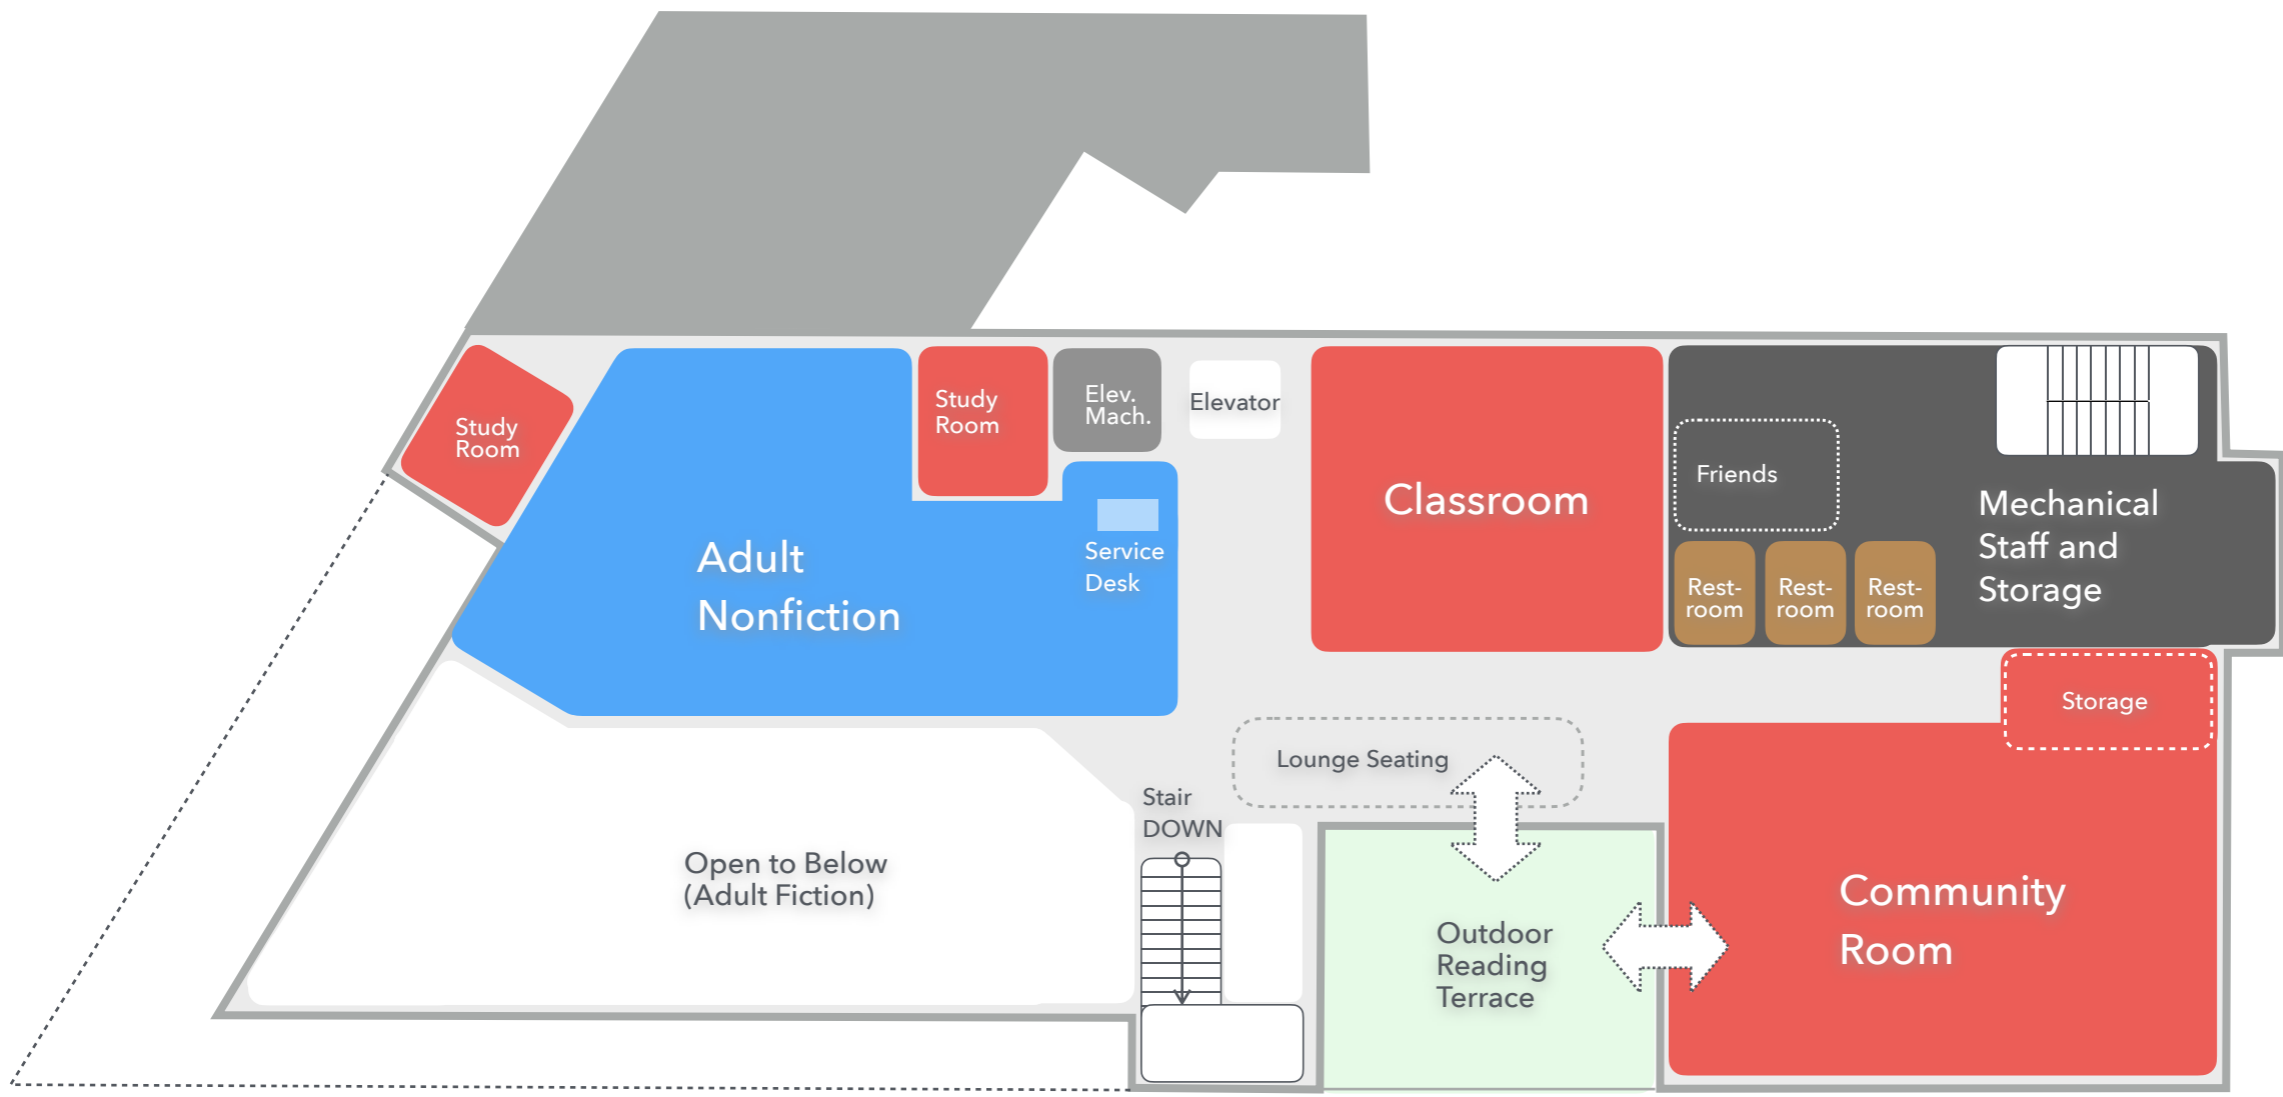 Study
Room
Adult
Nonfiction
Study
Room
Elev.
Mach.
Elevator
Service
Desk
Classroom
Friends
Rest-
room
Rest-
room
Rest-
room
Mechanical
Staff and
Storage
Storage
Lounge Seating
Stair
DOWN
Open to Below
(Adult Fiction)
Outdoor
Reading
Terrace
Community
Room